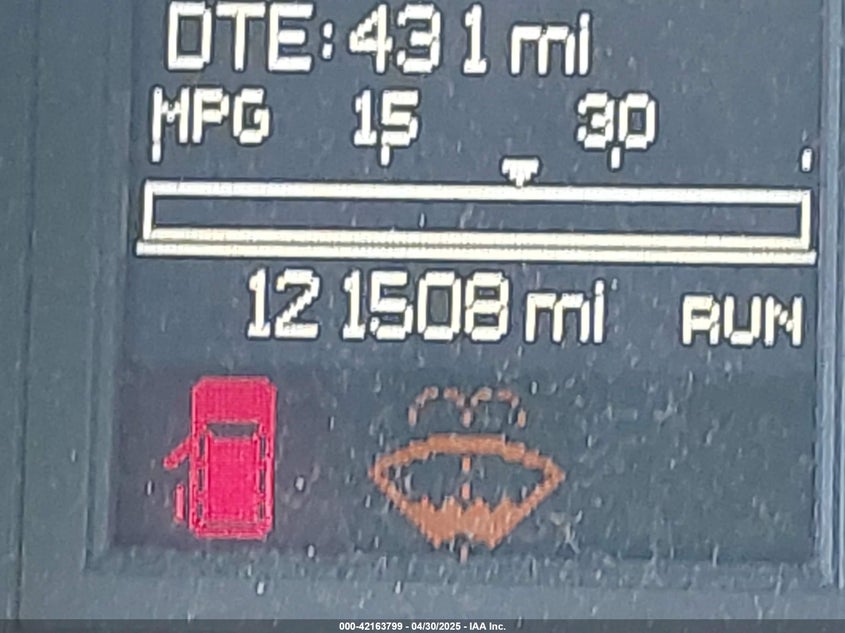 DTE:431 mi
MPG 15 30
121508 mi RUN
000-42163799 - 04/30/2025 - IAA Inc.